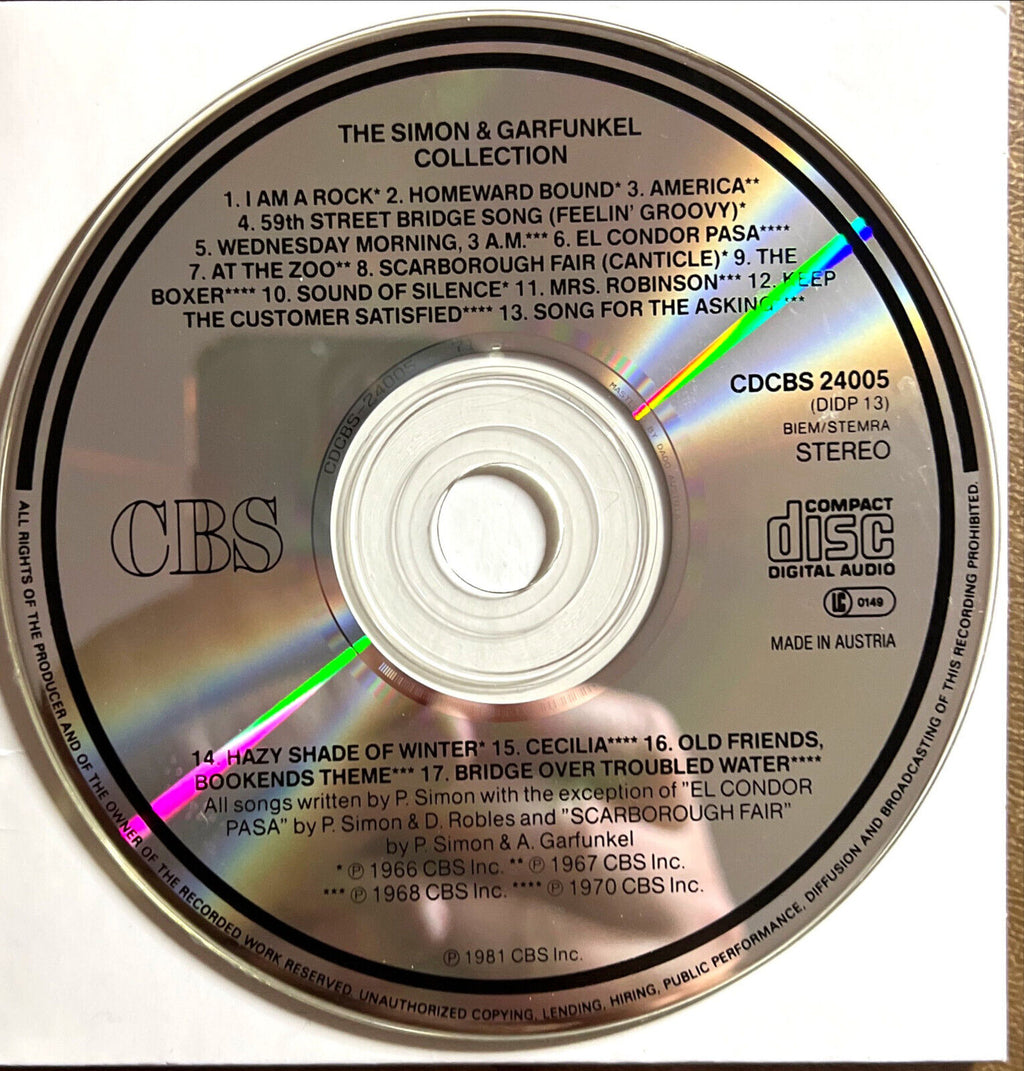 THE SIMON & GARFUNKEL
COLLECTION
1. I AM A ROCK* 2. HOMEWARD BOUND* 3. AMERICA**
4. 59th STREET BRIDGE SONG (FEELIN' GROOVY)*
5. WEDNESDAY MORNING, 3 A.M.*** 6. EL CONDOR PASA****
7. AT THE ZOO** 8. SCARBOROUGH FAIR (CANTICLE)* 9. THE
BOXER**** 10. SOUND OF SILENCE* 11. MRS. ROBINSON*** 12. KEEP
THE CUSTOMER SATISFIED**** 13. SONG FOR THE ASKING
CDCBS-24005
CDCBS 24005
(DIDP 13)
BIEM/STEMRA
STEREO
CBS
COMPACT
disc
DIGITAL AUDIO
LC 0149
MADE IN AUSTRIA
14. HAZY SHADE OF WINTER* 15. CECILIA**** 16. OLD FRIENDS,
BOOKENDS THEME*** 17. BRIDGE OVER TROUBLED WATER****
All songs written by P. Simon with the exception of "EL CONDOR
PASA" by P. Simon & D. Robles and "SCARBOROUGH FAIR"
by P. Simon & A. Garfunkel
* ℗ 1966 CBS Inc. ** ℗ 1967 CBS Inc.
*** ℗ 1968 CBS Inc. **** ℗ 1970 CBS Inc.
℗ 1981 CBS Inc.
ALL RIGHTS OF THE PRODUCER AND OF THE OWNER OF THE RECORDED WORK RESERVED. UNAUTHORIZED COPYING, LENDING, HIRING, PUBLIC PERFORMANCE, DIFFUSION AND BROADCASTING OF THIS RECORDING PROHIBITED.